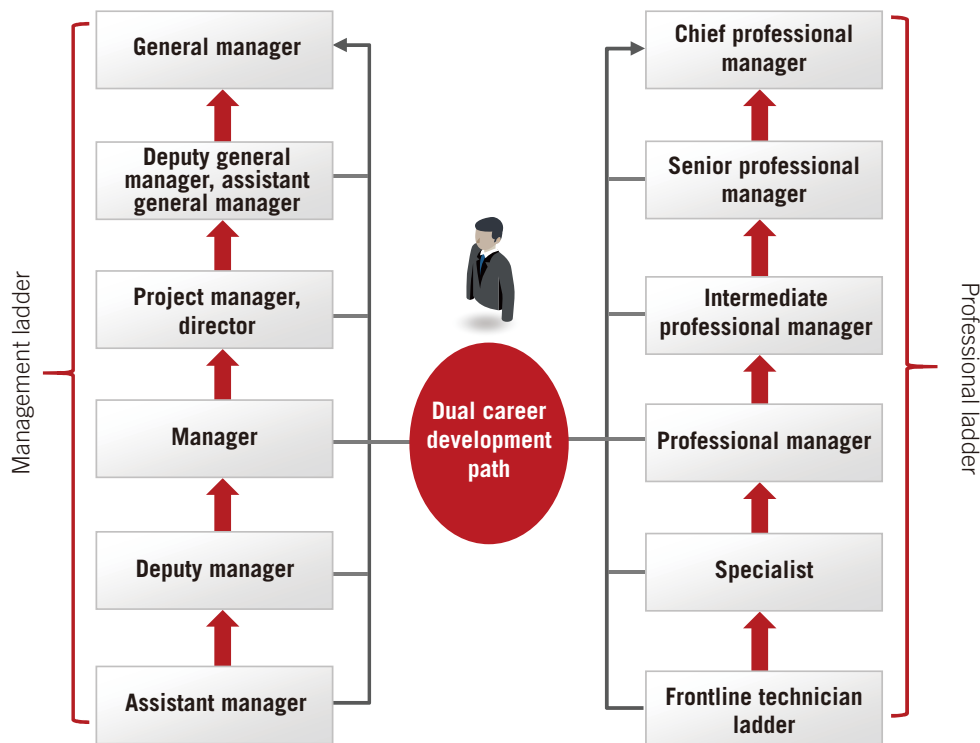 Management ladder
General manager
Deputy general
manager, assistant
general manager
Project manager,
director
Manager
Deputy manager
Assistant manager
Dual career
development
path
Chief professional
manager
Senior professional
manager
Intermediate
professional manager
Professional manager
Specialist
Frontline technician
ladder
Professional laddder